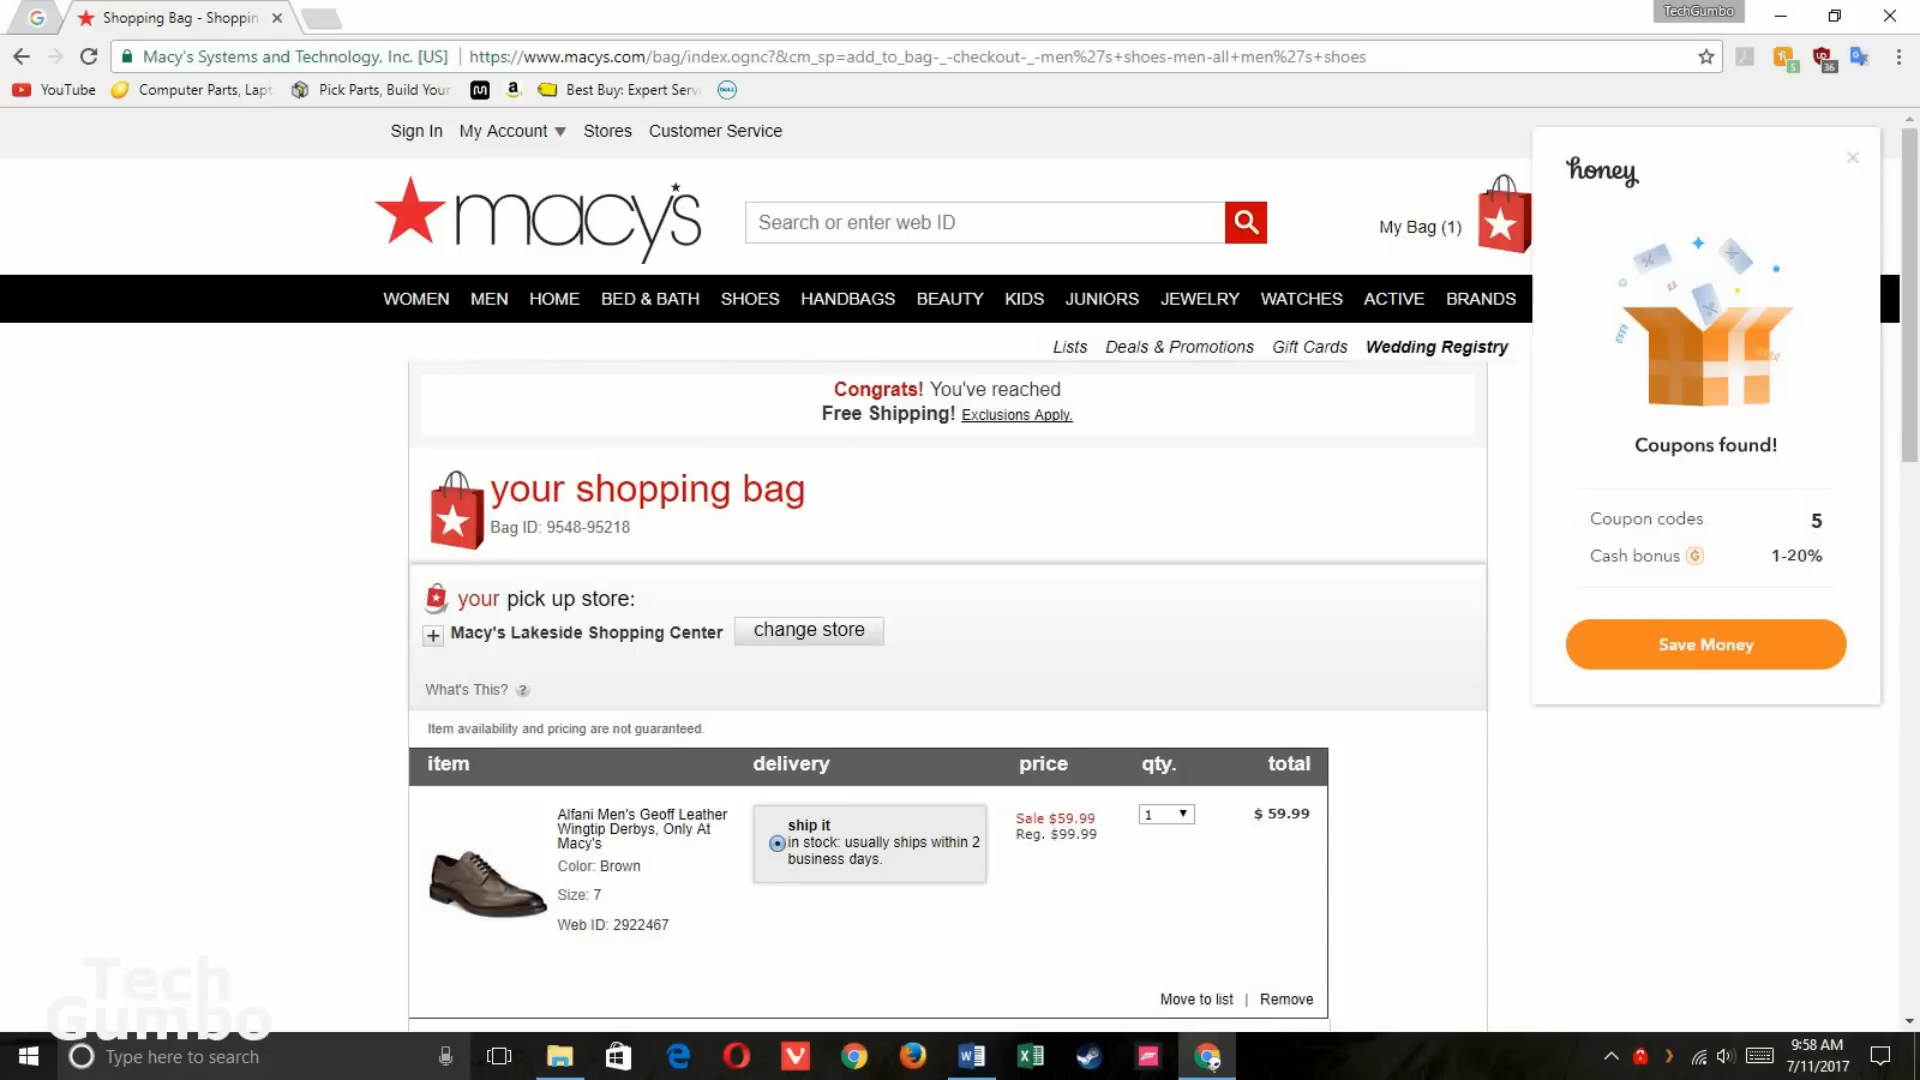 Shopping Bag - Shoppin
TechGumbo
Macy's Systems and Technology, Inc. [US]
https://www.macys.com/bag/index.ognc?&cm_sp=add_to_bag-_-checkout-_-men%27s+shoes-men-all+men%27s+shoes
5
36
YouTube
Computer Parts, Lapt
Pick Parts, Build Your
Best Buy: Expert Serv
Sign In
My Account
Stores
Customer Service
macy's
Search or enter web ID
My Bag (1)
WOMEN
MEN
HOME
BED & BATH
SHOES
HANDBAGS
BEAUTY
KIDS
JUNIORS
JEWELRY
WATCHES
ACTIVE
BRANDS
Lists
Deals & Promotions
Gift Cards
Wedding Registry
Congrats! You've reached
Free Shipping! Exclusions Apply.
your shopping bag
Bag ID: 9548-95218
your pick up store:
Macy's Lakeside Shopping Center
change store
What's This? ?
Item availability and pricing are not guaranteed.
item
delivery
price
qty.
total
Alfani Men's Geoff Leather
Wingtip Derbys, Only At
Macy's
Color: Brown
Size: 7
Web ID: 2922467
ship it
in stock: usually ships within 2
business days.
Sale $59.99
Reg. $99.99
1
$ 59.99
Move to list | Remove
honey
Coupons found!
Coupon codes
5
Cash bonus
1-20%
Save Money
Tech
Gumbo
Type here to search
9:58 AM
7/11/2017